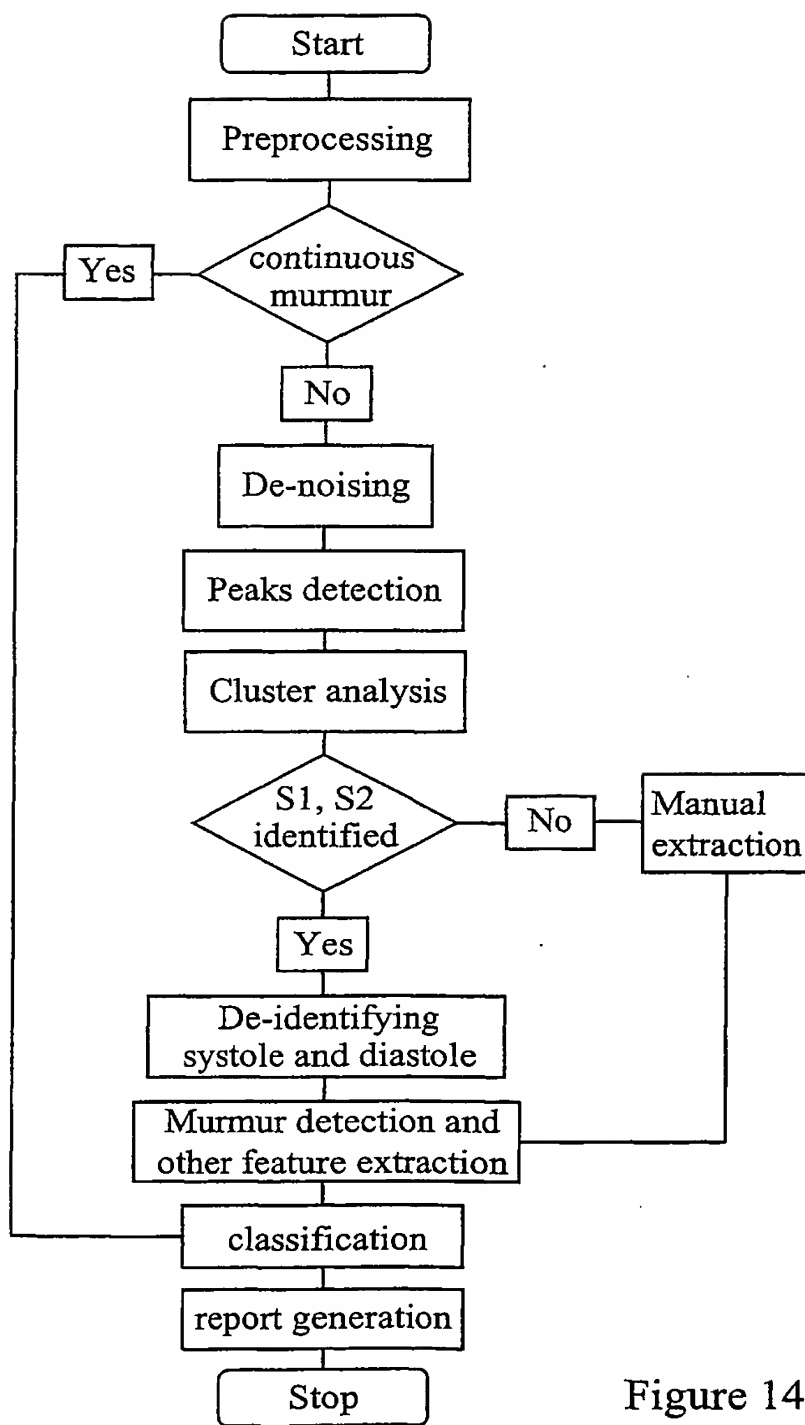 Start
Preprocessing
Yes
continuous
murmur
No
De-noising
Peaks detection
Cluster analysis
S1, S2
identified
No
Manual
extraction
Yes
De-identifying
systole and diastole
Murmur detection and
other feature extraction
classification
report generation
Stop
Figure 14